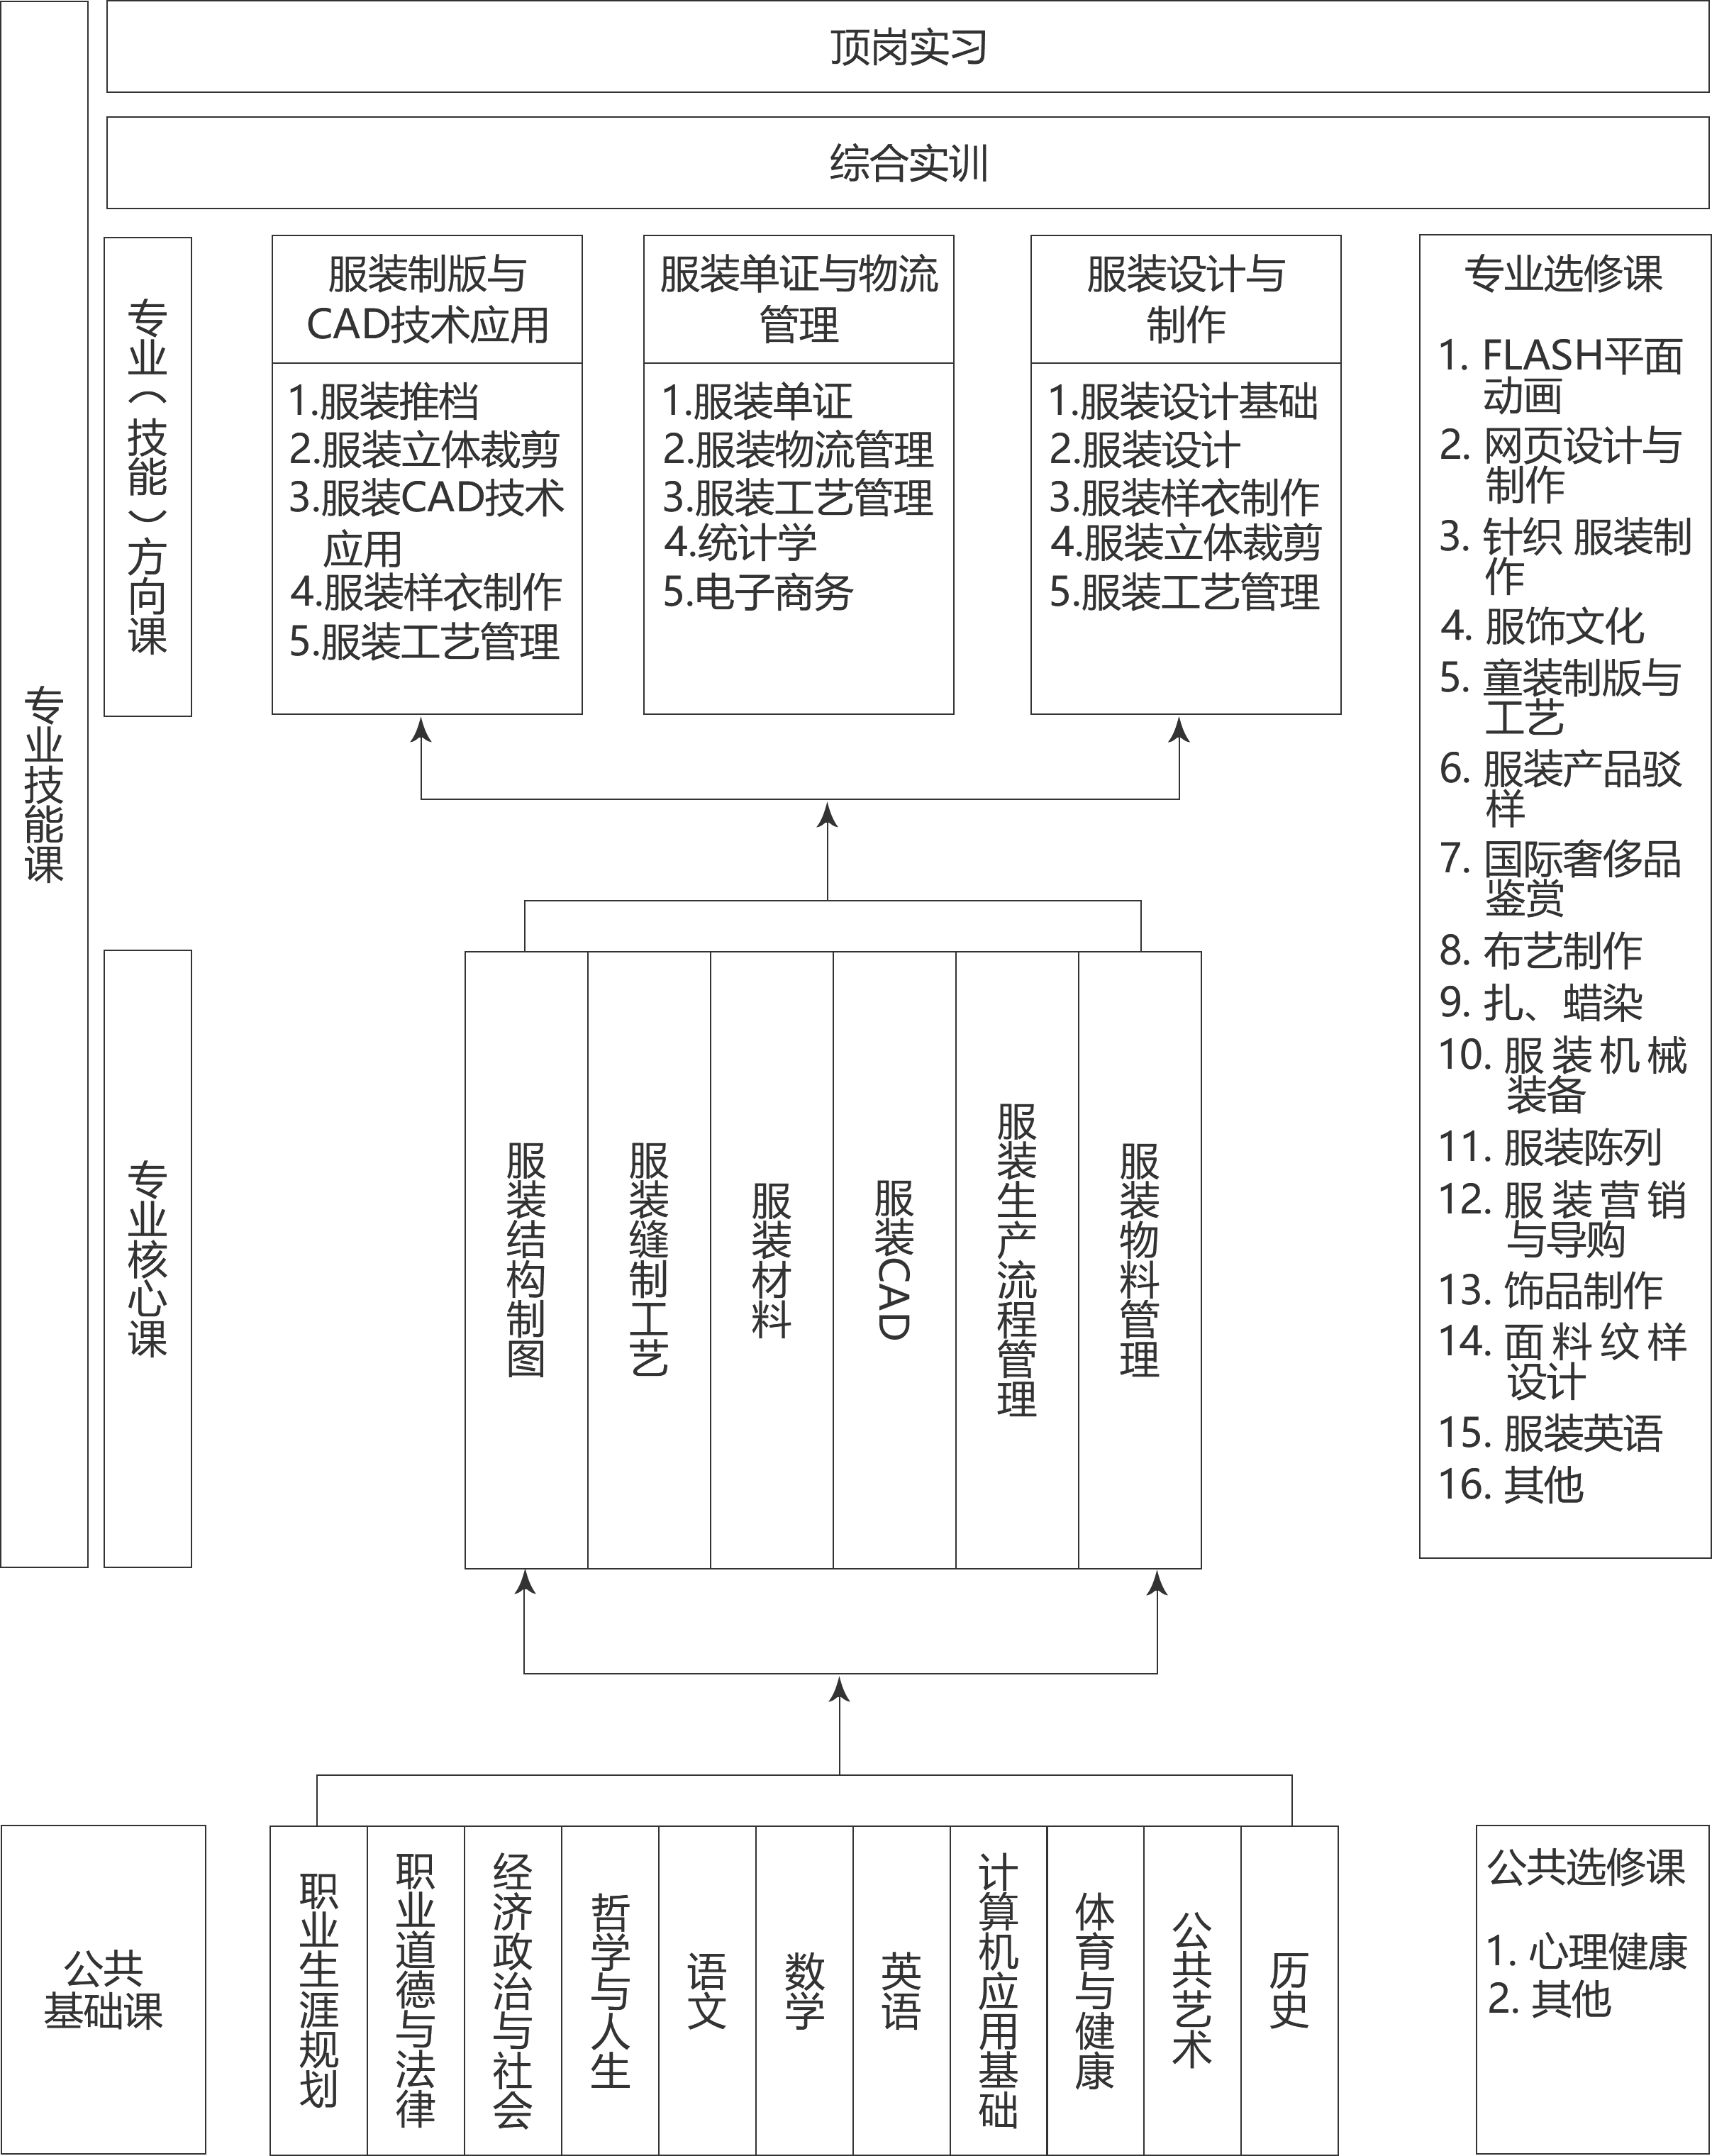 顶岗实习
综合实训
专业技能课
专业（技能）方向课
服装制版与
CAD技术应用
1.服装推档
2.服装立体裁剪
3.服装CAD技术
应用
4.服装样衣制作
5.服装工艺管理
服装单证与物流
管理
1.服装单证
2.服装物流管理
3.服装工艺管理
4.统计学
5.电子商务
服装设计与
制作
1.服装设计基础
2.服装设计
3.服装样衣制作
4.服装立体裁剪
5.服装工艺管理
专业选修课
1. FLASH平面
动画
2. 网页设计与
制作
3. 针织 服装制
作
4. 服饰文化
5. 童装制版与
工艺
6. 服装产品驳
样
7. 国际奢侈品
鉴赏
8. 布艺制作
9. 扎、蜡染
10. 服装机械
装备
11. 服装陈列
12. 服装营销
与导购
13. 饰品制作
14. 面料纹样
设计
15. 服装英语
16. 其他
专业核心课
服装结构制图
服装缝制工艺
服装材料
服装CAD
服装生产流程管理
服装物料管理
公共
基础课
职业生涯规划
职业道德与法律
经济政治与社会
哲学与人生
语文
数学
英语
计算机应用基础
体育与健康
公共艺术
历史
公共选修课
1. 心理健康
2. 其他